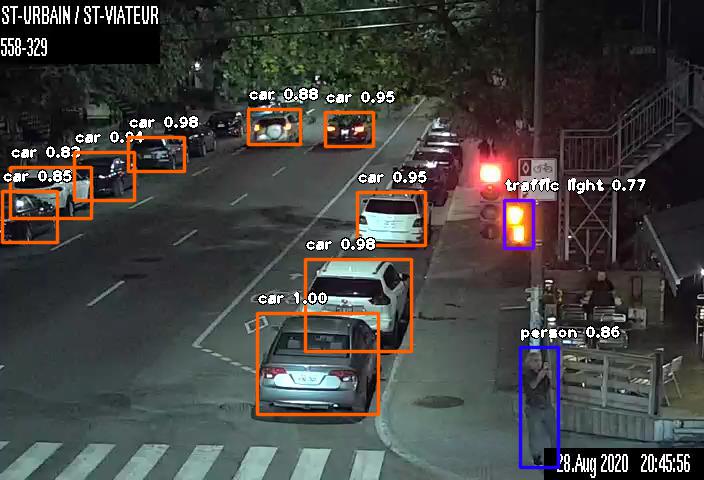 ST-URBAIN / ST-VIATEUR
558-329
car 0.88
car 0.95
car 0.98
car 0.94
car 0.83
car 0.85
car 0.95
traffic light 0.77
car 0.98
car 1.00
person 0.86
28.Aug 2020 20:45:56